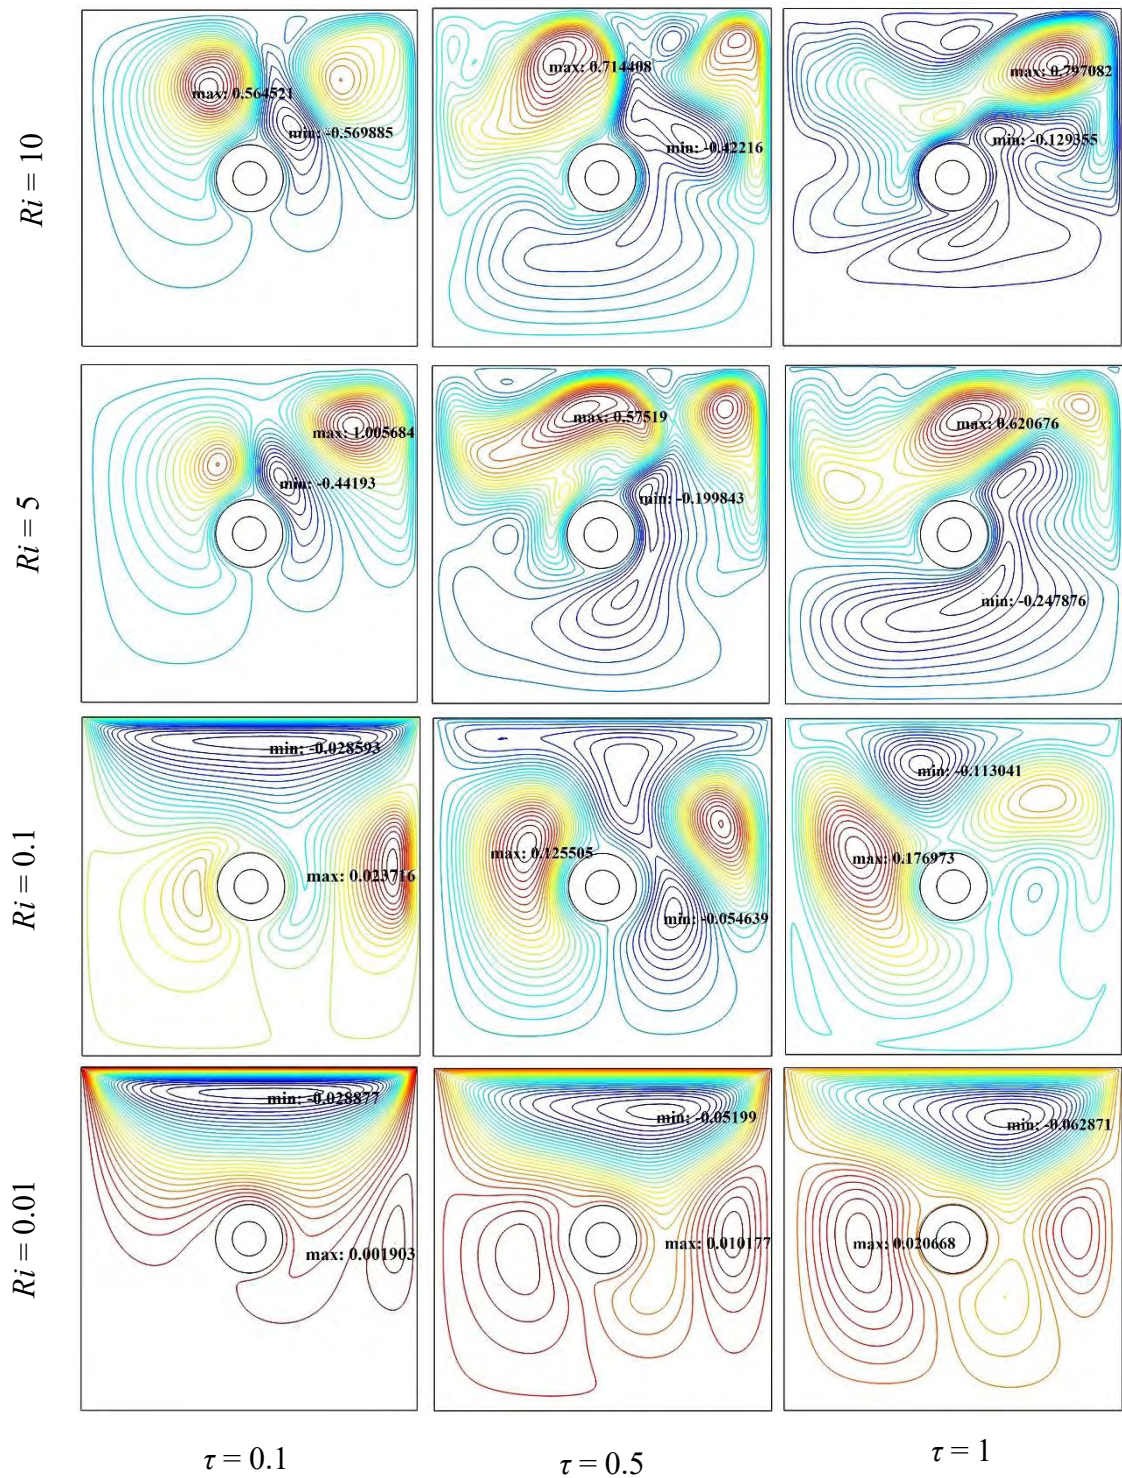 Ri = 10
max: 0.564521
min: -0.569885
max: 0.714408
min: -0.42216
max: 0.797082
min: -0.129355
Ri = 5
max: 1.005684
min: -0.44193
max: 0.57519
min: -0.199843
max: 0.620676
min: -0.247876
Ri = 0.1
min: -0.028593
max: 0.023716
max: 0.125505
min: -0.054639
min: -0.113041
max: 0.176973
Ri = 0.01
min: -0.028877
max: 0.001903
min: -0.05199
max: 0.010177
min: -0.062871
max: 0.020668
τ = 0.1
τ = 0.5
τ = 1